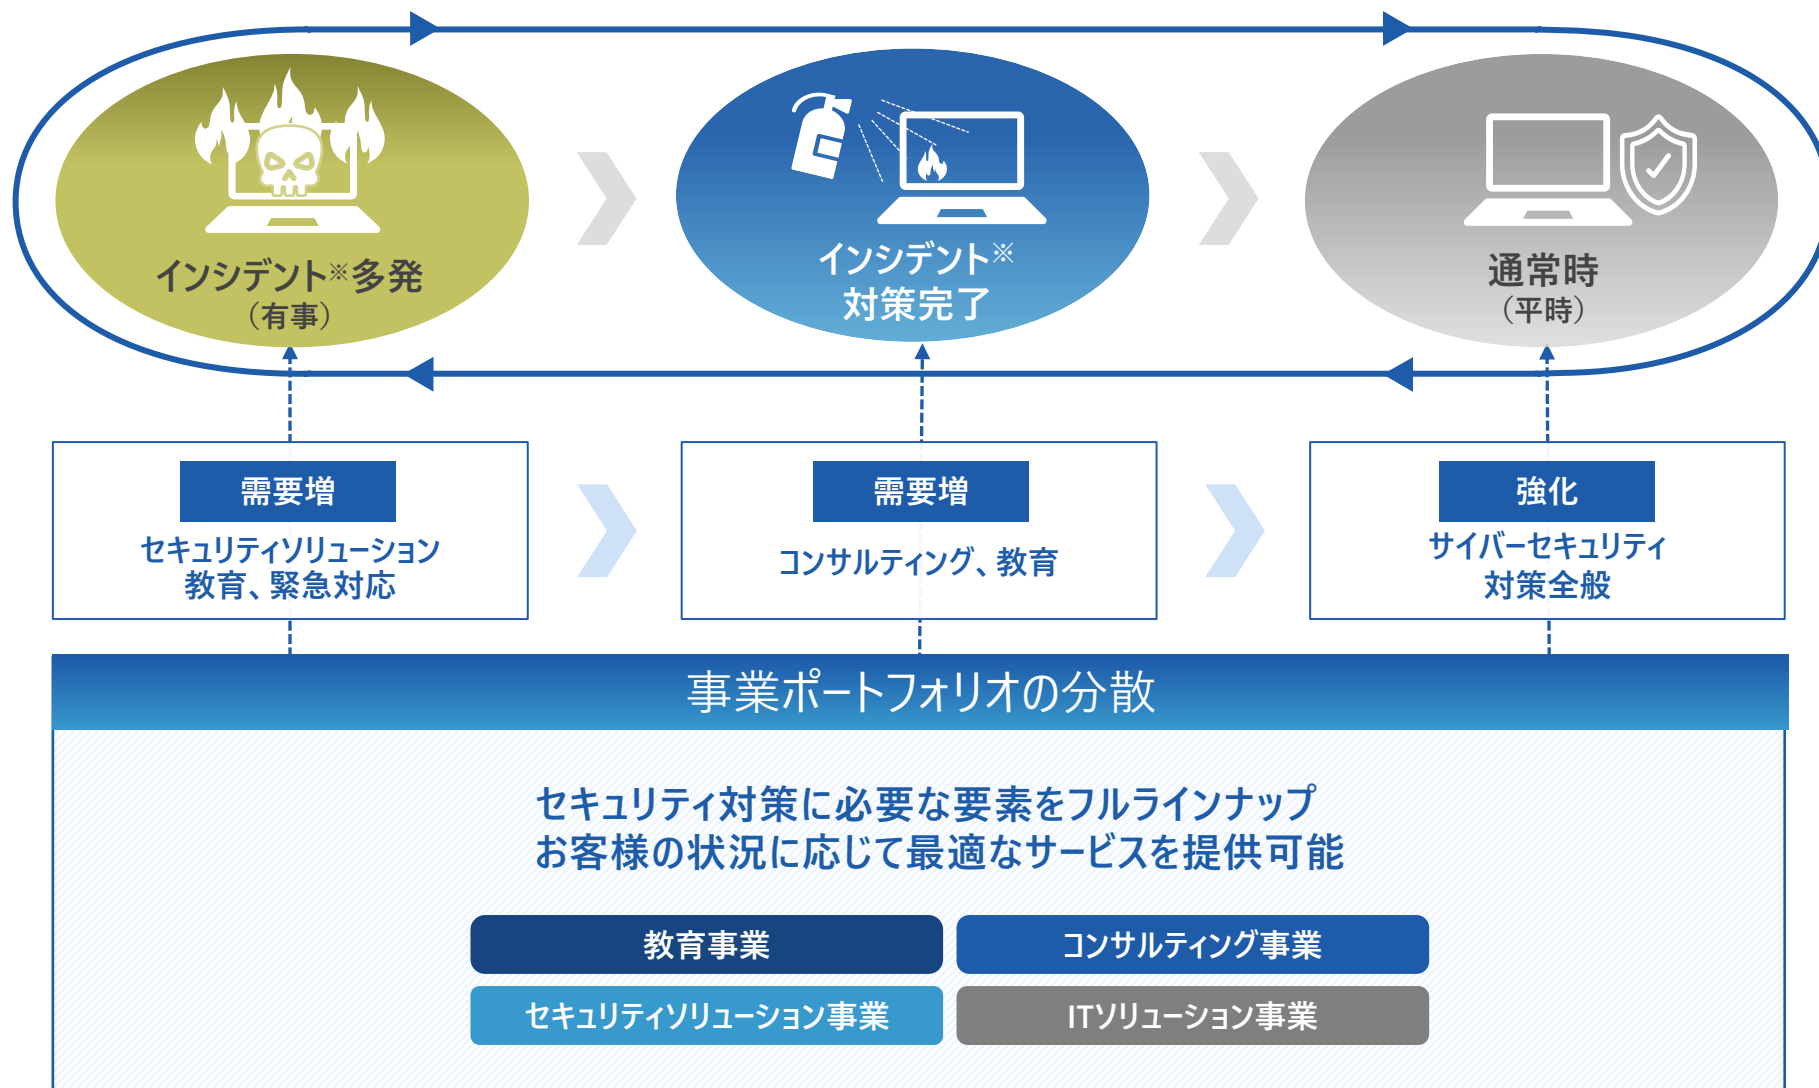 インシデント※多発
（有事）
インシデント※
対策完了
通常時
（平時）
需要増
セキュリティソリューション
教育、緊急対応
需要増
コンサルティング、教育
強化
サイバーセキュリティ
対策全般
事業ポートフォリオの分散
セキュリティ対策に必要な要素をフルラインナップ
お客様の状況に応じて最適なサービスを提供可能
教育事業
コンサルティング事業
セキュリティソリューション事業
ITソリューション事業